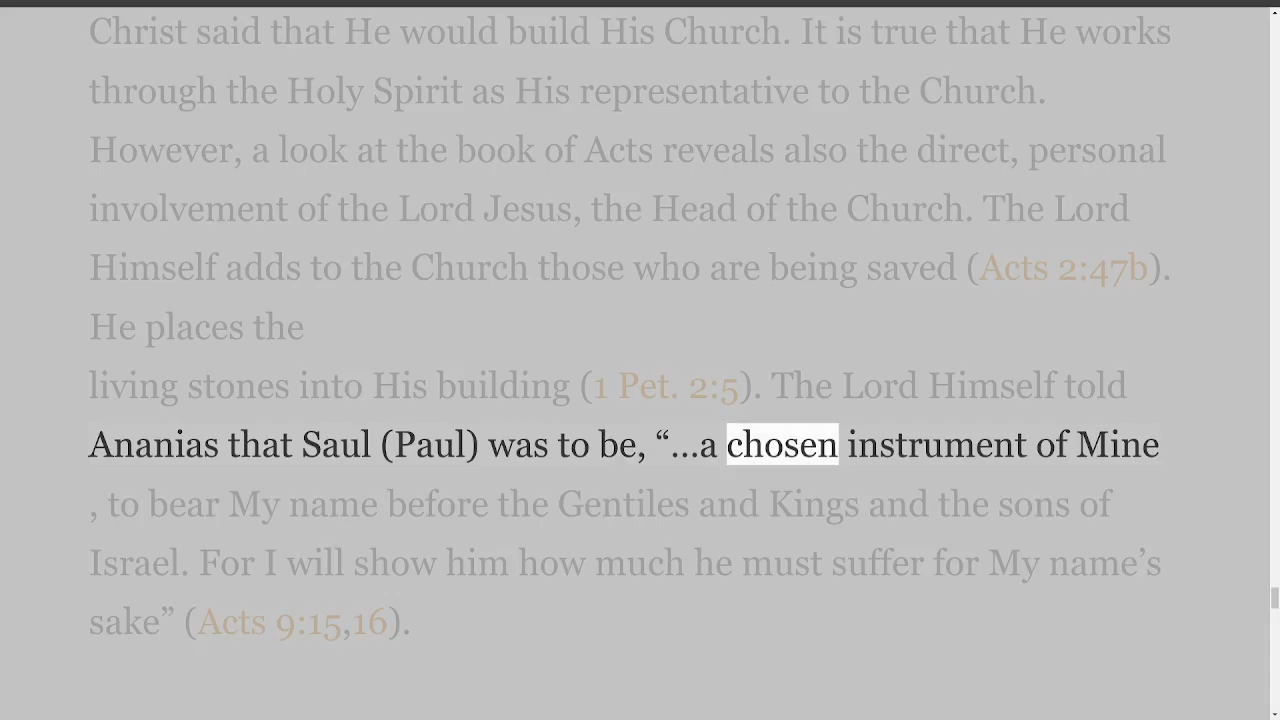 Christ said that He would build His Church. It is true that He works
through the Holy Spirit as His representative to the Church.
However, a look at the book of Acts reveals also the direct, personal
involvement of the Lord Jesus, the Head of the Church. The Lord
Himself adds to the Church those who are being saved (Acts 2:47b).
He places the
living stones into His building (1 Pet. 2:5). The Lord Himself told
Ananias that Saul (Paul) was to be, “...a chosen instrument of Mine
, to bear My name before the Gentiles and Kings and the sons of
Israel. For I will show him how much he must suffer for My name’s
sake” (Acts 9:15,16).